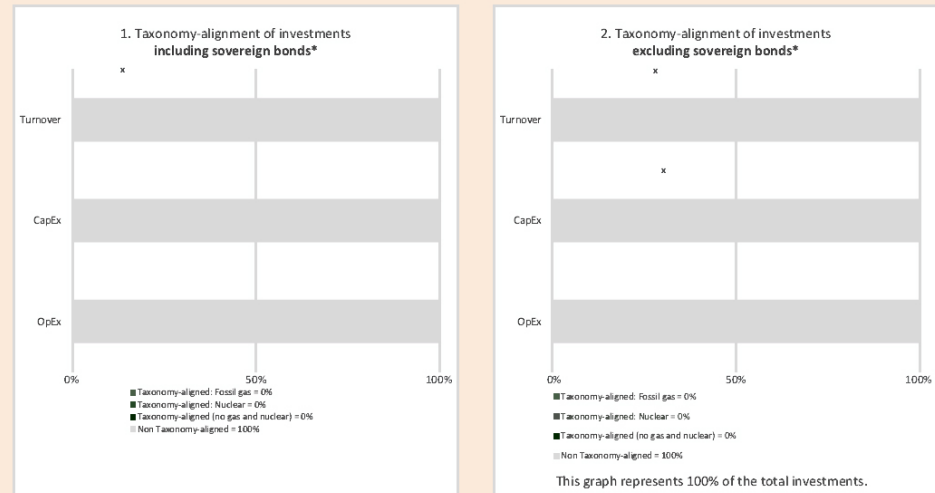 1. Taxonomy-alignment of investments
including sovereign bonds*
x
Turnover
CapEx
OpEx
0% 50% 100%
Taxonomy-aligned: Fossil gas = 0%
Taxonomy-aligned: Nuclear = 0%
Taxonomy-aligned (no gas and nuclear) = 0%
Non Taxonomy-aligned = 100%
2. Taxonomy-alignment of investments
excluding sovereign bonds*
x
Turnover
x
CapEx
OpEx
0% 50% 100%
Taxonomy-aligned: Fossil gas = 0%
Taxonomy-aligned: Nuclear = 0%
Taxonomy-aligned (no gas and nuclear) = 0%
Non Taxonomy-aligned = 100%
This graph represents 100% of the total investments.